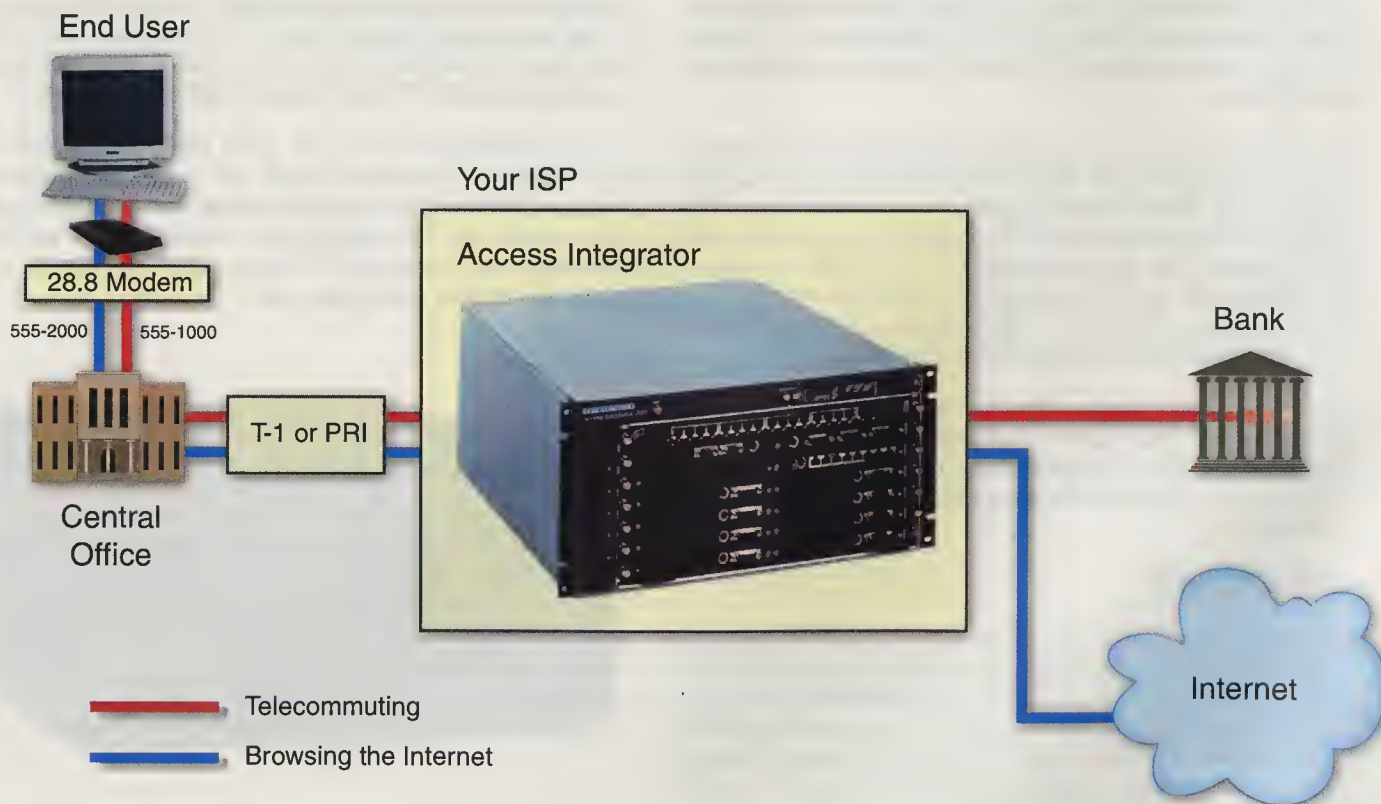 End User
Your ISP
Access Integrator
28.8 Modem
555-2000
555-1000
Bank
T-1 or PRI
Central
Office
Internet
Telecommuting
Browsing the Internet